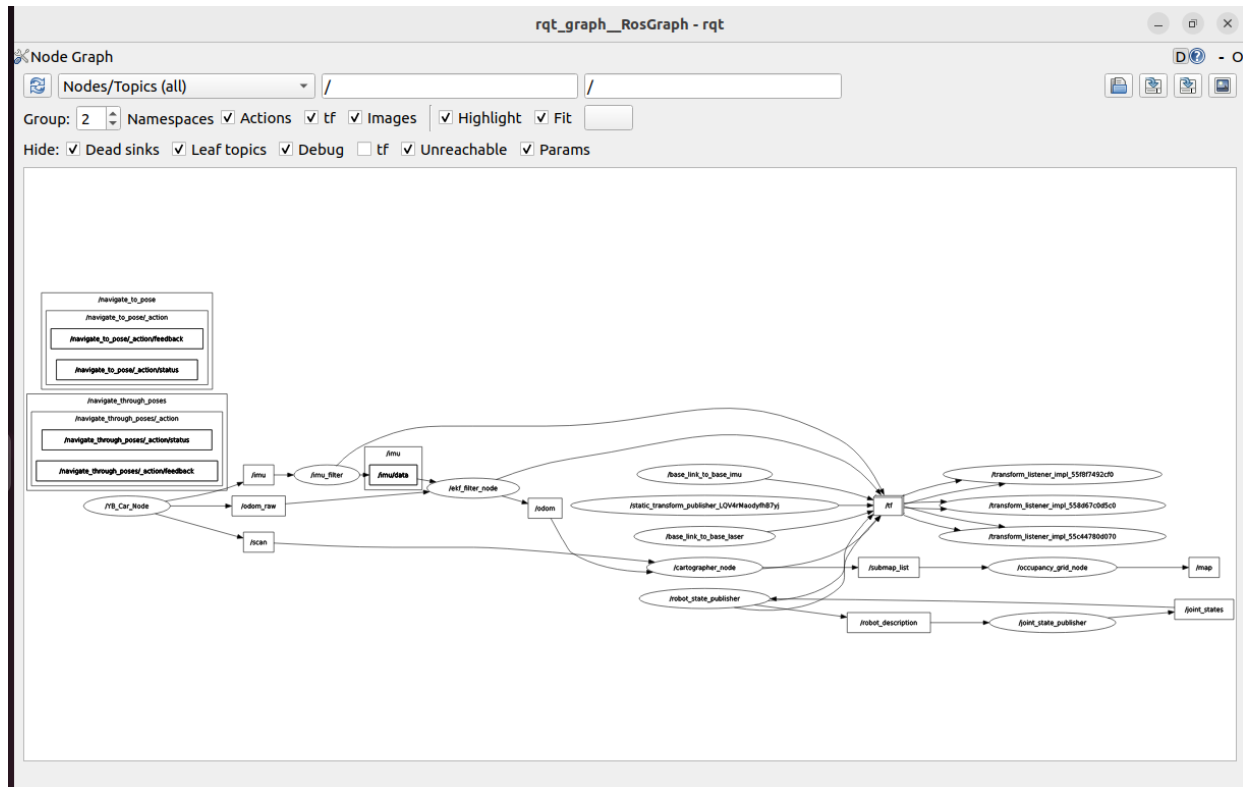 rqt_graph__RosGraph - rqt
Node Graph
D
- O
Nodes/Topics (all)
/
/
Group: 2 Namespaces Actions tf Images Highlight Fit
Hide: Dead sinks Leaf topics Debug tf Unreachable Params
/navigate_to_pose
/navigate_to_pose/_action
/navigate_to_pose/_action/feedback
/navigate_to_pose/_action/status
/navigate_through_poses
/navigate_through_poses/_action
/navigate_through_poses/_action/status
/navigate_through_poses/_action/feedback
/YB_Car_Node
/imu
/odom_raw
/scan
/imu_filter
/imu
/imu/data
/ekf_filter_node
/odom
/base_link_to_base_imu
/static_transform_publisher_LQV4rMaodyfhB7yj
/base_link_to_base_laser
/cartographer_node
/robot_state_publisher
/tf
/submap_list
/robot_description
/transform_listener_impl_55f8f7492cf0
/transform_listener_impl_558d67c0d5c0
/transform_listener_impl_55c44780d070
/occupancy_grid_node
/joint_state_publisher
/map
/joint_states